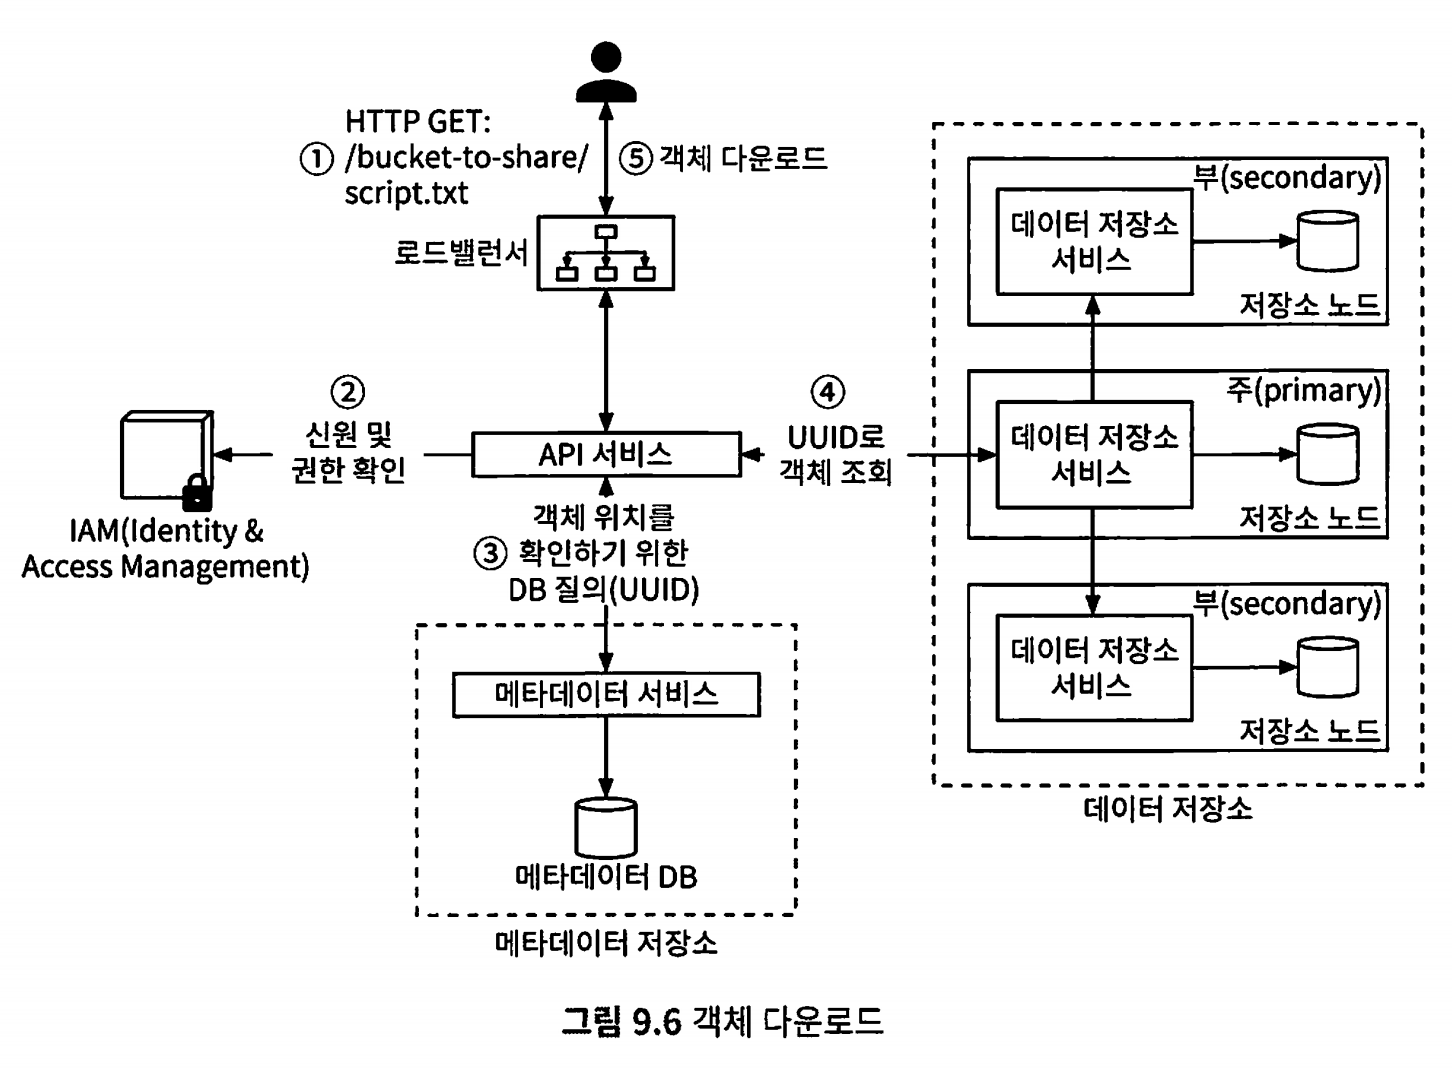 HTTP GET:
① /bucket-to-share/
script.txt
⑤ 객체 다운로드
로드밸런서
②
신원 및
권한 확인
API 서비스
④
UUID로
객체 조회
IAM(Identity &
Access Management)
객체 위치를
③ 확인하기 위한
DB 질의(UUID)
메타데이터 서비스
메타데이터 DB
메타데이터 저장소
부(secondary)
데이터 저장소
서비스
저장소 노드
주(primary)
데이터 저장소
서비스
저장소 노드
부(secondary)
데이터 저장소
서비스
저장소 노드
데이터 저장소
그림 9.6 객체 다운로드